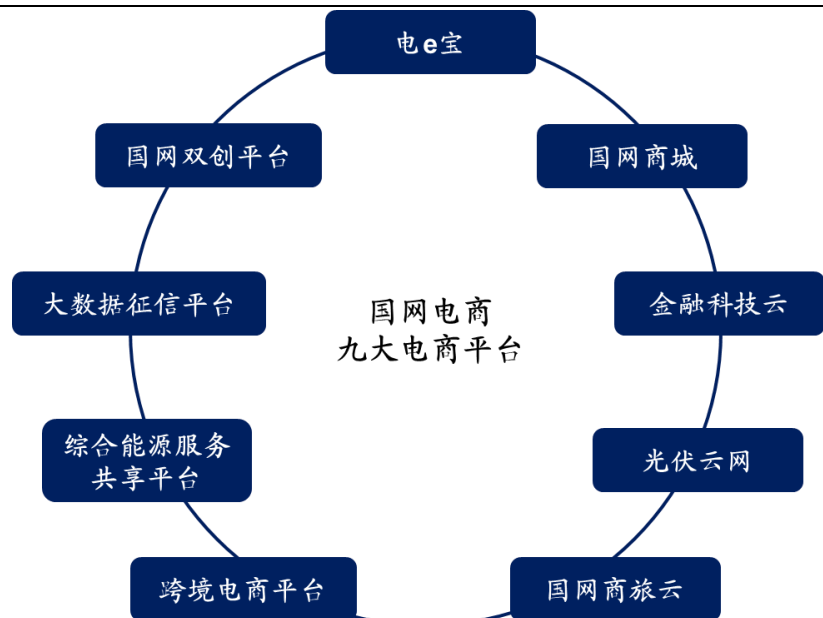 电e宝
国网双创平台
国网商城
大数据征信平台
国网电商
九大电商平台
金融科技云
综合能源服务
共享平台
光伏云网
跨境电商平台
国网商旅云